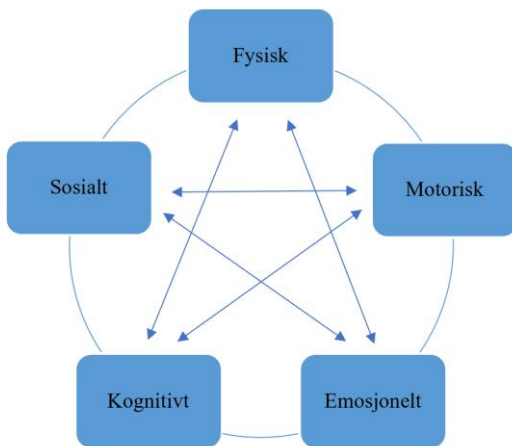 Fysisk
Sosialt
Motorisk
Kognitivt
Emosjonelt